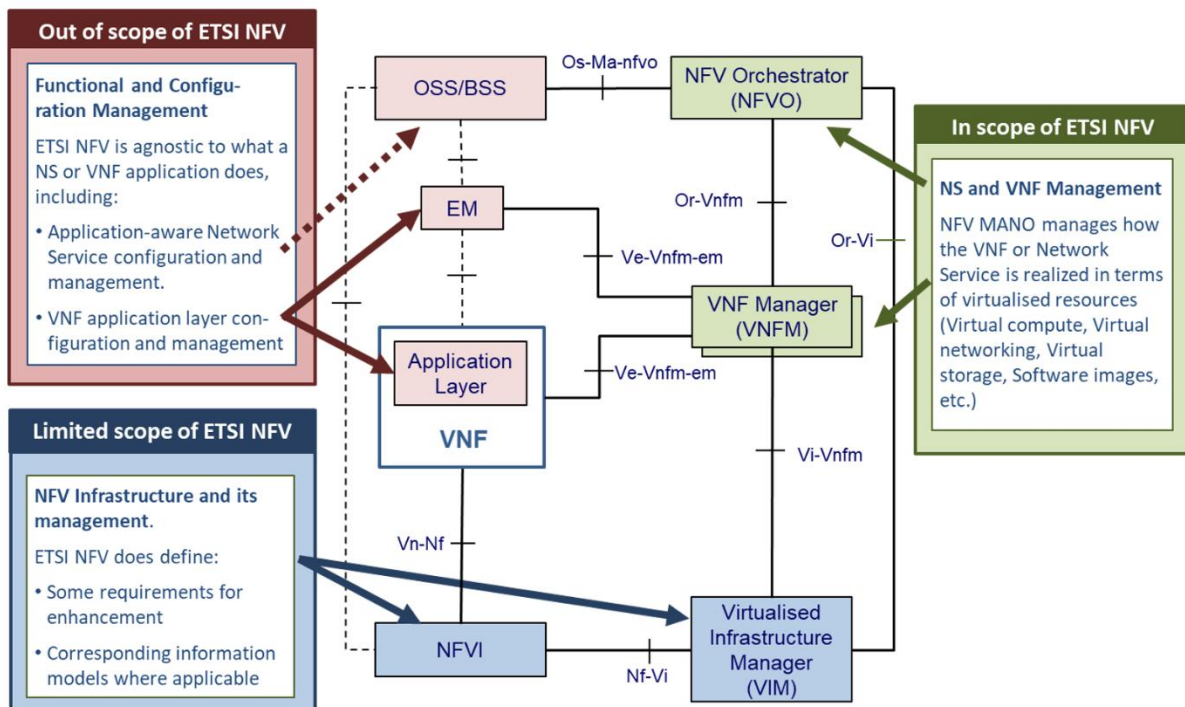 Out of scope of ETSI NFV
Functional and Configu-
ration Management
ETSI NFV is agnostic to what a
NS or VNF application does,
including:
• Application-aware Network
Service configuration and
management.
• VNF application layer con-
figuration and management
Limited scope of ETSI NFV
NFV Infrastructure and its
management.
ETSI NFV does define:
• Some requirements for
enhancement
• Corresponding information
models where applicable
OSS/BSS
Os-Ma-nfvo
NFV Orchestrator
(NFVO)
EM
Or-Vnfm
Or-Vi
Ve-Vnfm-em
VNF Manager
(VNFM)
Application
Layer
VNF
Ve-Vnfm-em
Vi-Vnfm
Vn-Nf
NFVI
Nf-Vi
Virtualised
Infrastructure
Manager
(VIM)
In scope of ETSI NFV
NS and VNF Management
NFV MANO manages how
the VNF or Network
Service is realized in terms
of virtualised resources
(Virtual compute, Virtual
networking, Virtual
storage, Software images,
etc.)